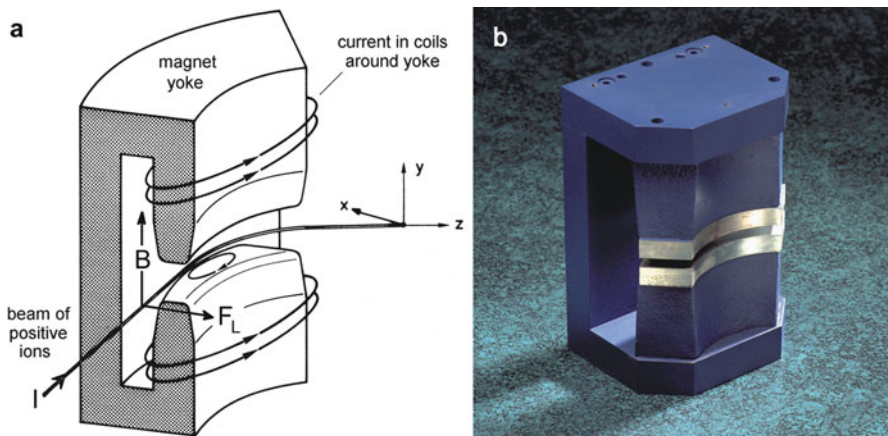 a
magnet
yoke
current in coils
around yoke
y
x
z
B
F_L
beam of
positive
ions
I
b